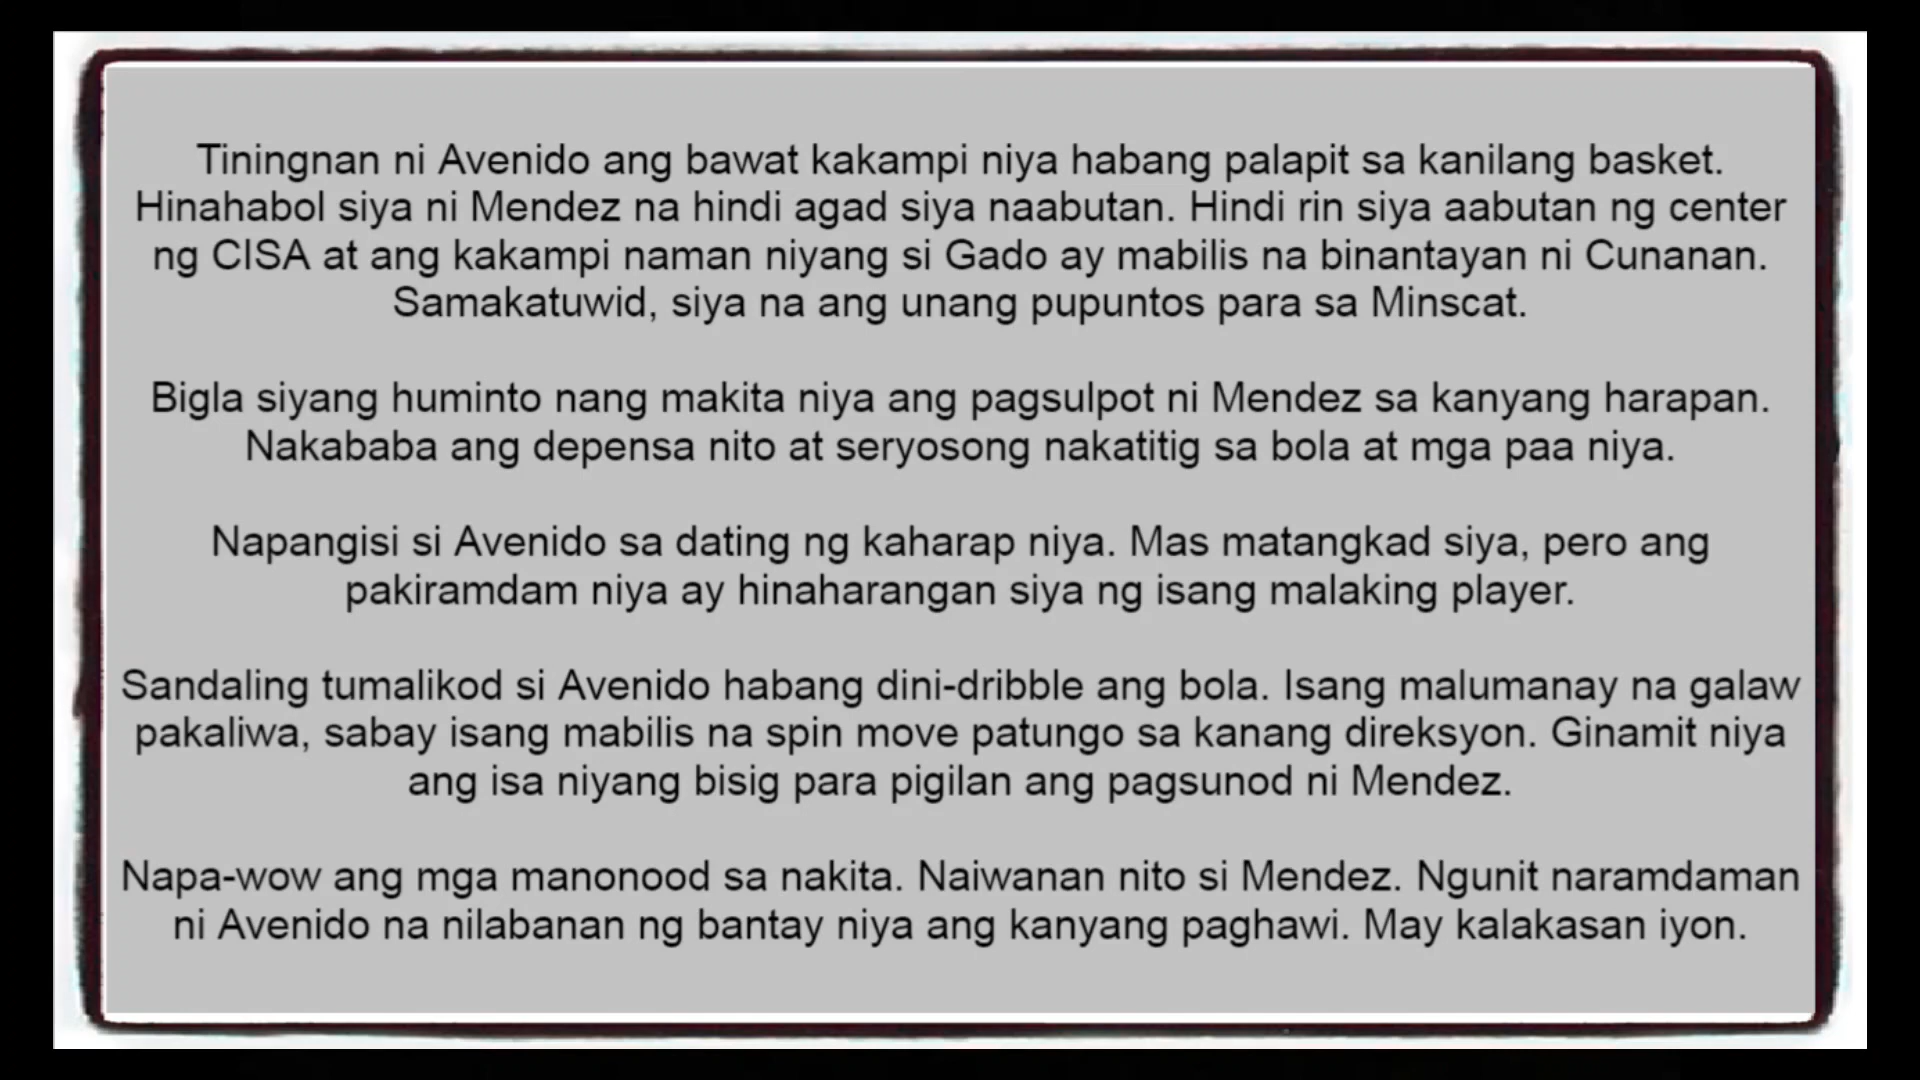 Tiningnan ni Avenido ang bawat kakampi niya habang palapit sa kanilang basket.
Hinahabol siya ni Mendez na hindi agad siya naabutan. Hindi rin siya aabutan ng center
ng CISA at ang kakampi naman niyang si Gado ay mabilis na binantayan ni Cunanan.
Samakatuwid, siya na ang unang pupuntos para sa Minscat.
Bigla siyang huminto nang makita niya ang pagsulpot ni Mendez sa kanyang harapan.
Nakababa ang depensa nito at seryosong nakatitig sa bola at mga paa niya.
Napangisi si Avenido sa dating ng kaharap niya. Mas matangkad siya, pero ang
pakiramdam niya ay hinaharangan siya ng isang malaking player.
Sandaling tumalikod si Avenido habang dini-dribble ang bola. Isang malumanay na galaw
pakaliwa, sabay isang mabilis na spin move patungo sa kanang direksyon. Ginamit niya
ang isa niyang bisig para pigilan ang pagsunod ni Mendez.
Napa-wow ang mga manonood sa nakita. Naiwanan nito si Mendez. Ngunit naramdaman
ni Avenido na nilabanan ng bantay niya ang kanyang paghawi. May kalakasan iyon.